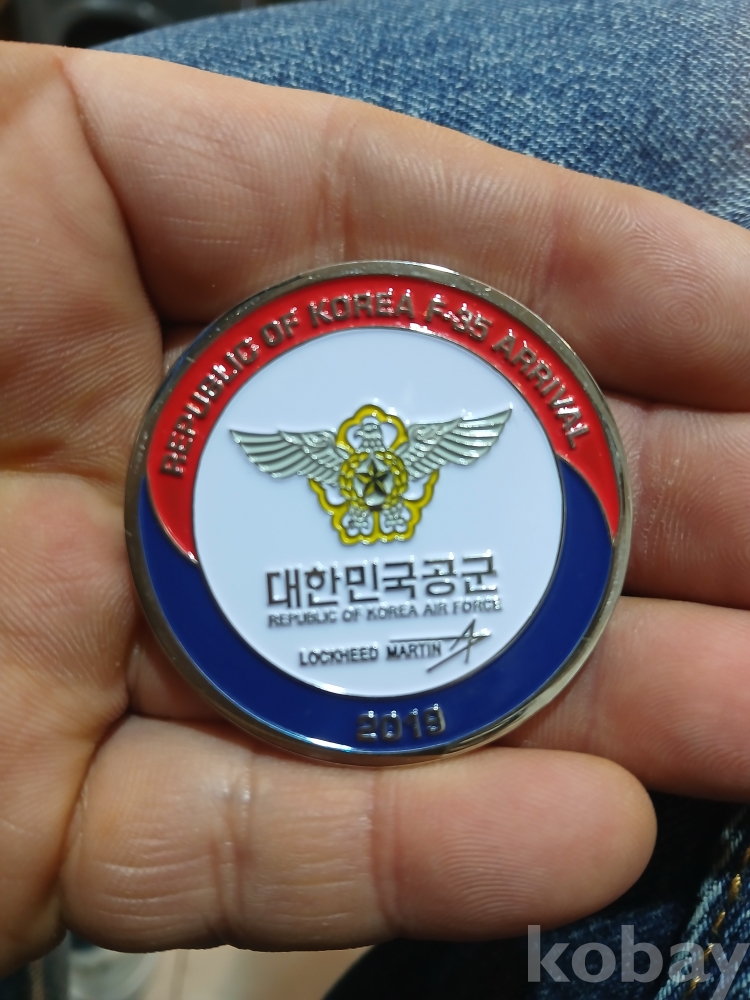 REPUBLIC OF KOREA F-35 ARRIVAL
대한민국공군
REPUBLIC OF KOREA AIR FORCE
LOCKHEED MARTIN
2019
kobay